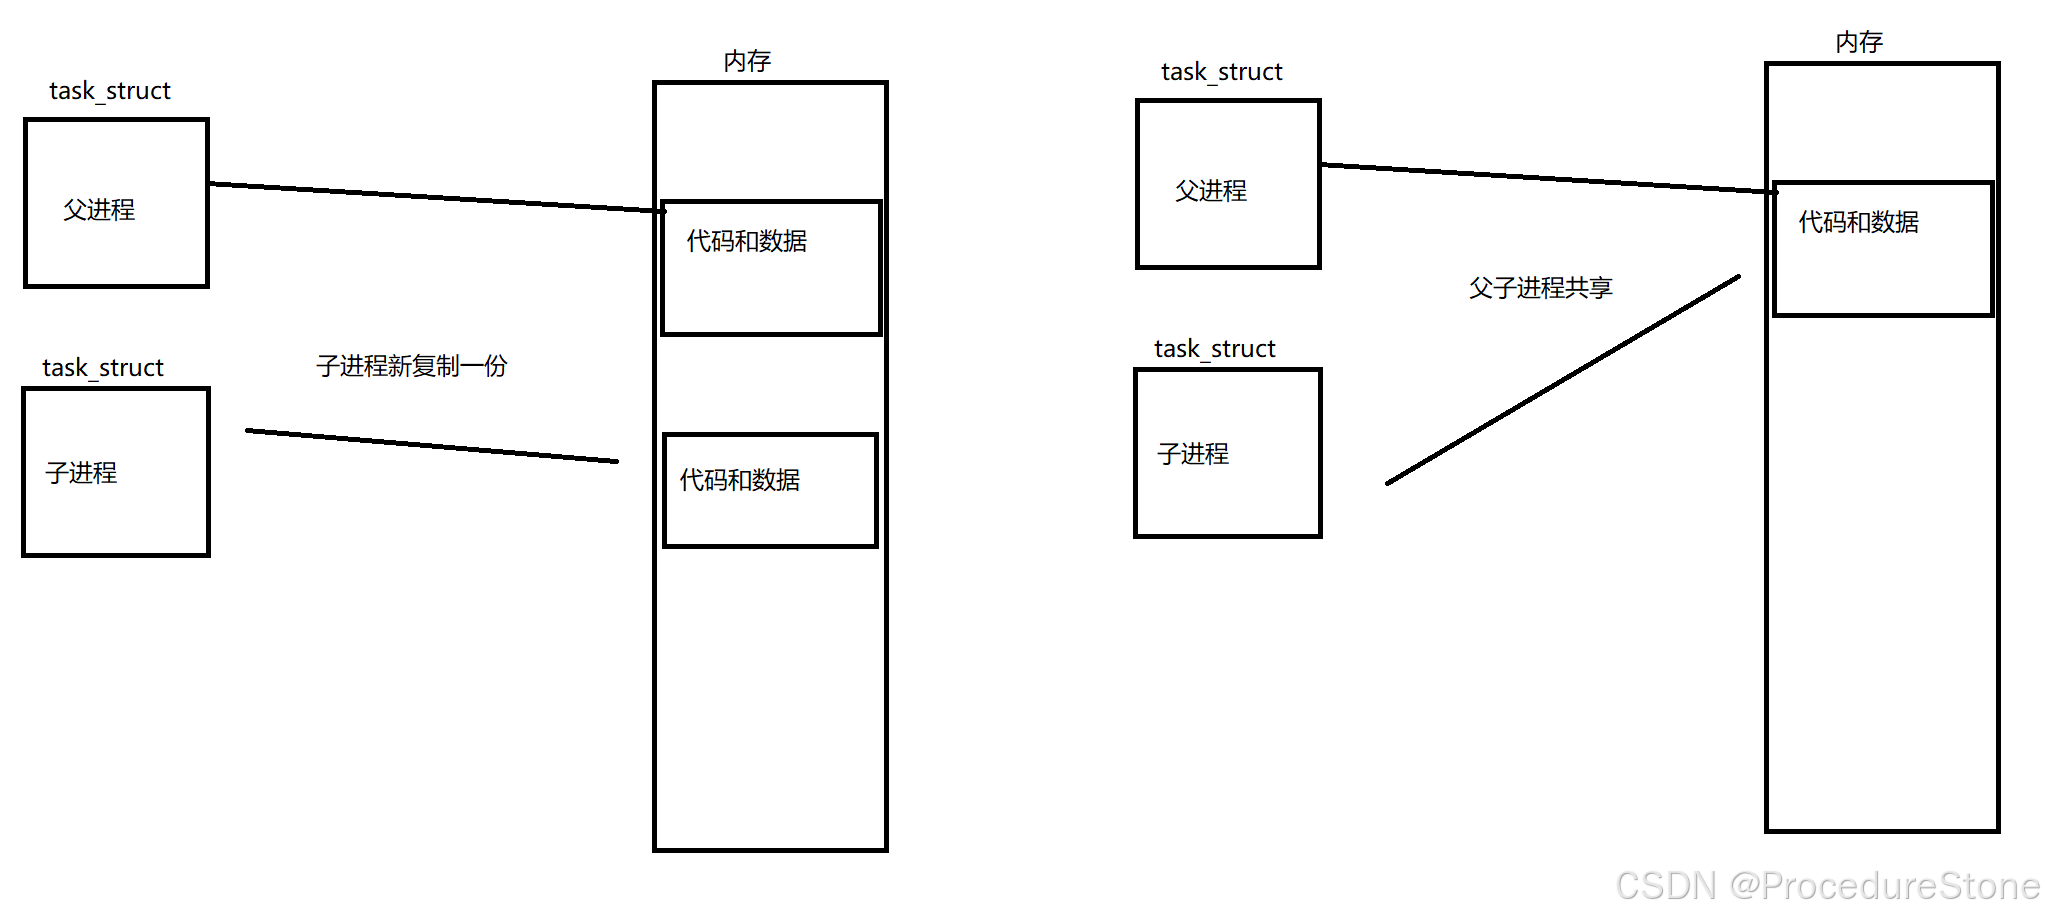 内存
task_struct
父进程
代码和数据
task_struct
子进程新复制一份
子进程
代码和数据
内存
task_struct
父进程
代码和数据
父子进程共享
task_struct
子进程
CSDN @ProcedureStone